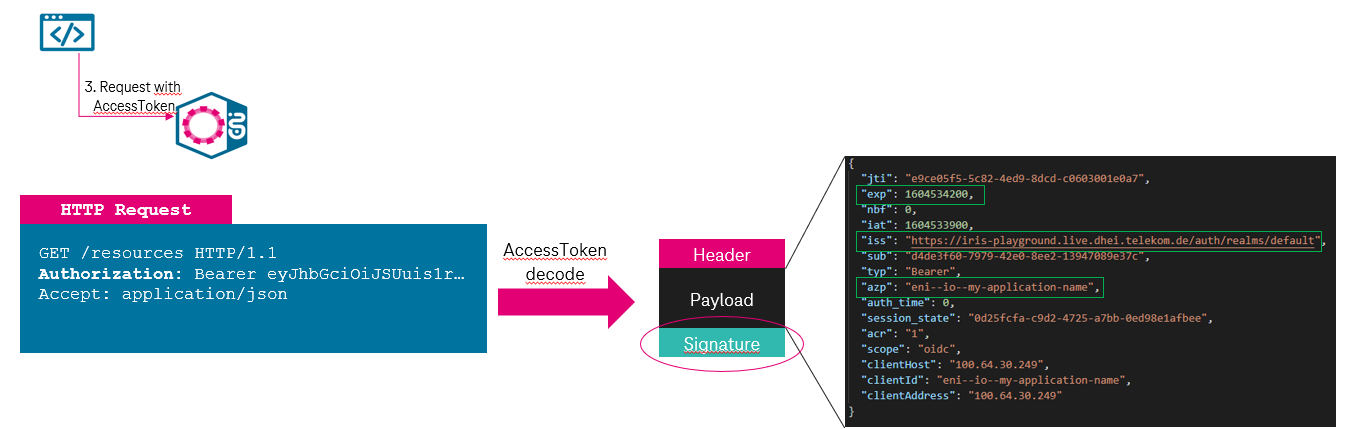 </>
3. Request with
AccessToken
HTTP Request
GET /resources HTTP/1.1
Authorization: Bearer eyJhbGciOiJSUuis1r…
Accept: application/json
AccessToken
decode
Header
Payload
Signature
{
"jti": "e9ce05f5-5c82-4ed9-8dcd-c0603001e0a7",
"exp": 1604534200,
"nbf": 0,
"iat": 1604533900,
"iss": "https://iris-playground.live.dhei.telekom.de/auth/realms/default",
"sub": "d4de3f60-7979-42e0-8ee2-13947089e37c",
"typ": "Bearer",
"azp": "eni--io--my-application-name",
"auth_time": 0,
"session_state": "0d25fcfa-c9d2-4725-a7bb-0ed98e1afbee",
"acr": "1",
"scope": "oidc",
"clientHost": "100.64.30.249",
"clientId": "eni--io--my-application-name",
"clientAddress": "100.64.30.249"
}